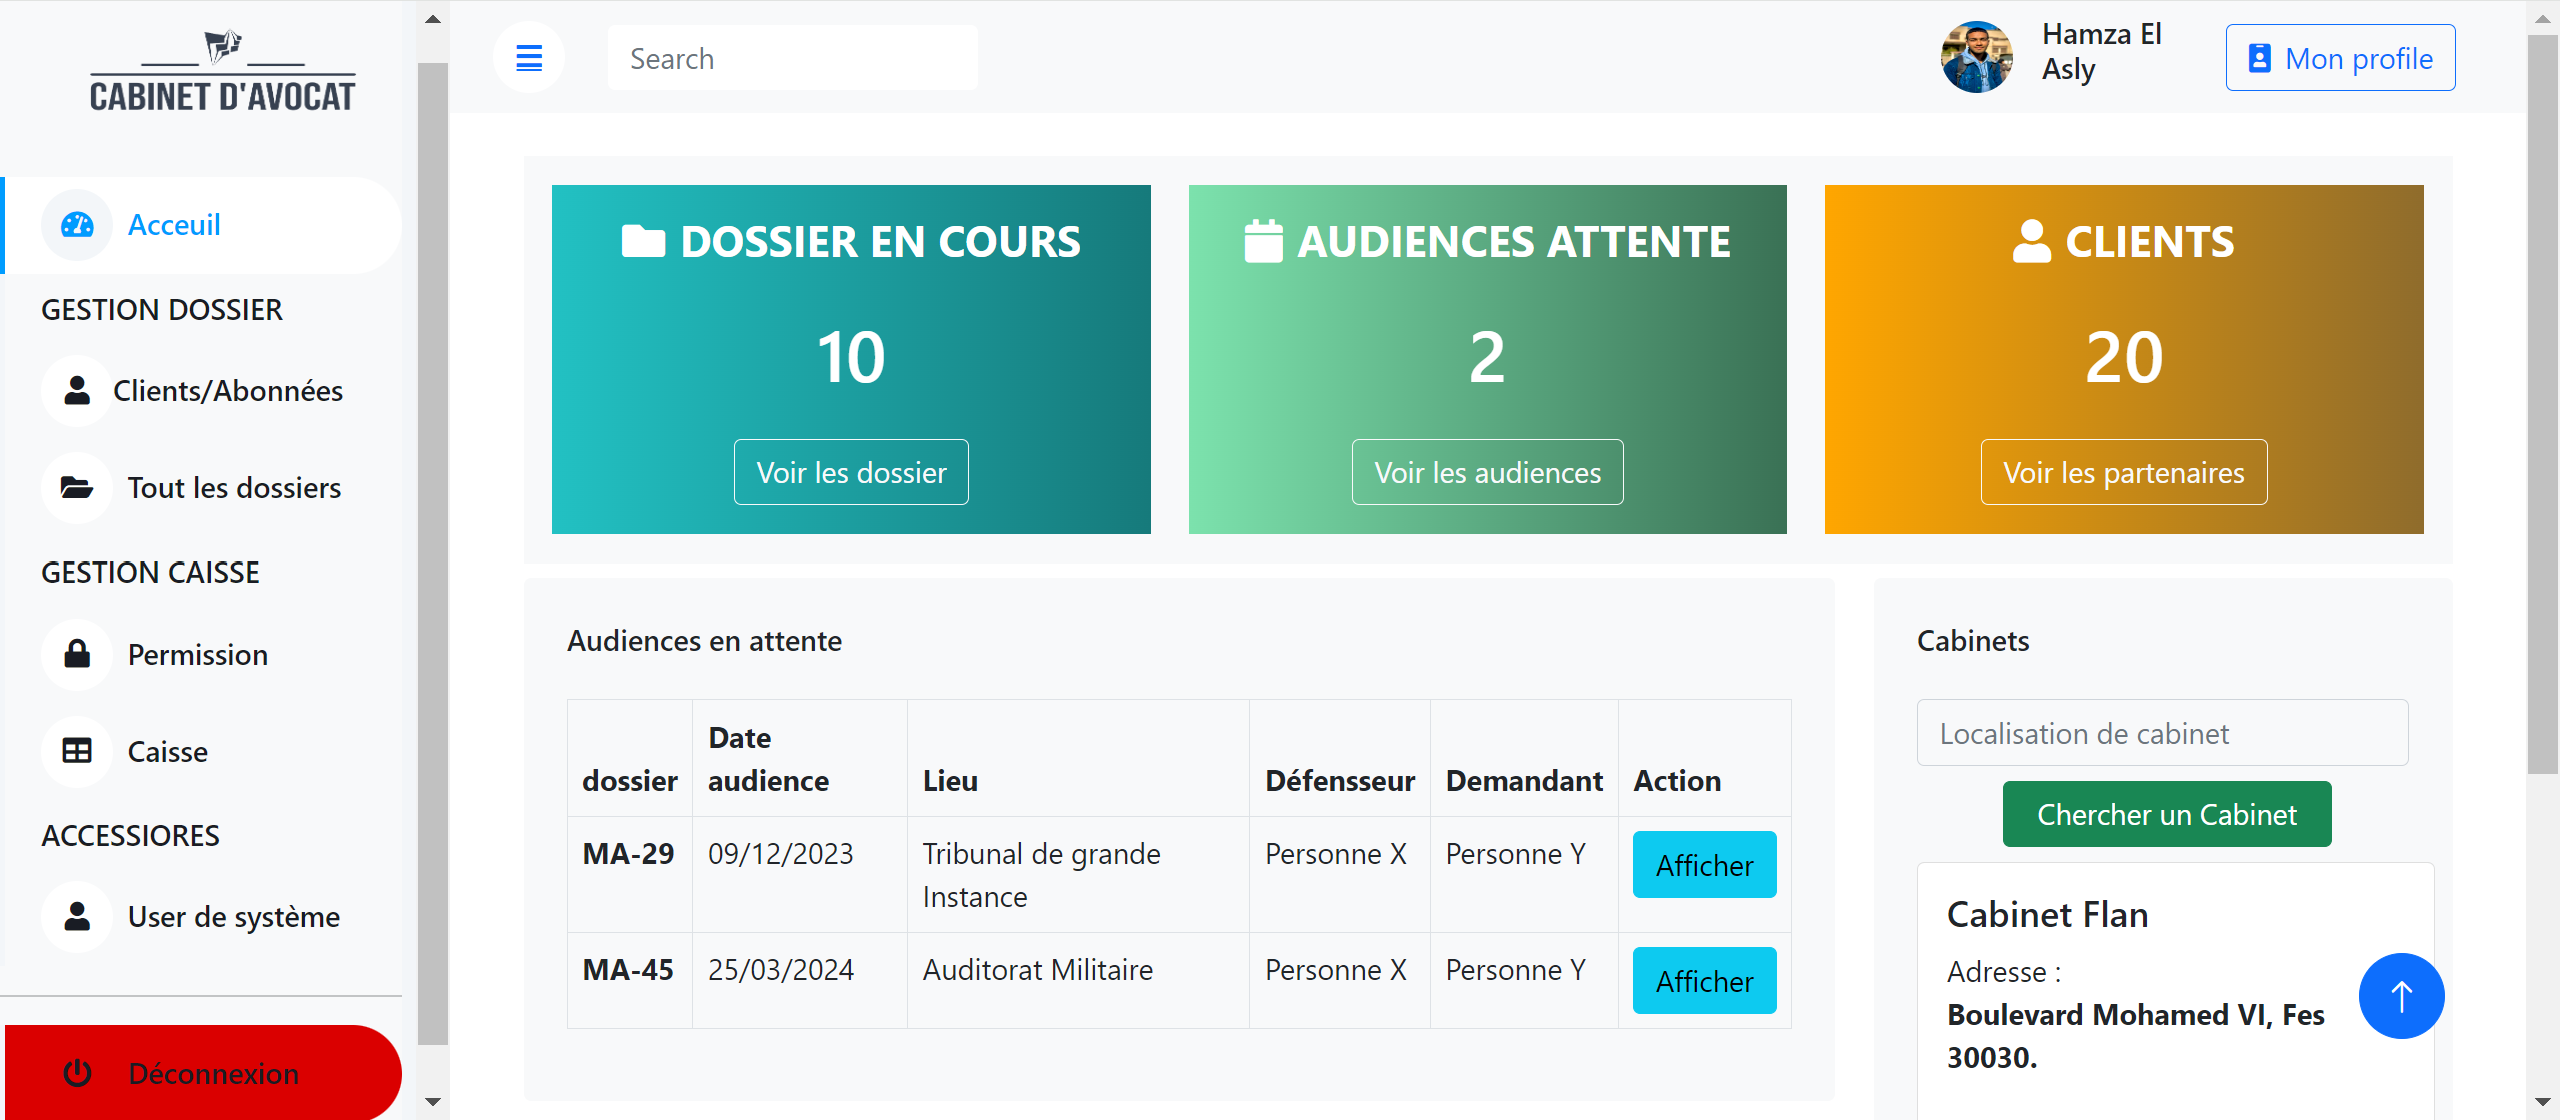 CABINET D'AVOCAT
Acceuil
GESTION DOSSIER
Clients/Abonnées
Tout les dossiers
GESTION CAISSE
Permission
Caisse
ACCESSIORES
User de système
Déconnexion
Search
Hamza El
Asly
Mon profile
DOSSIER EN COURS
10
Voir les dossier
AUDIENCES ATTENTE
2
Voir les audiences
CLIENTS
20
Voir les partenaires
Audiences en attente
dossier Date audience Lieu Défensseur Demandant Action
MA-29 09/12/2023 Tribunal de grande Instance Personne X Personne Y Afficher
MA-45 25/03/2024 Auditorat Militaire Personne X Personne Y Afficher
Cabinets
Localisation de cabinet
Chercher un Cabinet
Cabinet Flan
Adresse :
Boulevard Mohamed VI, Fes
30030.